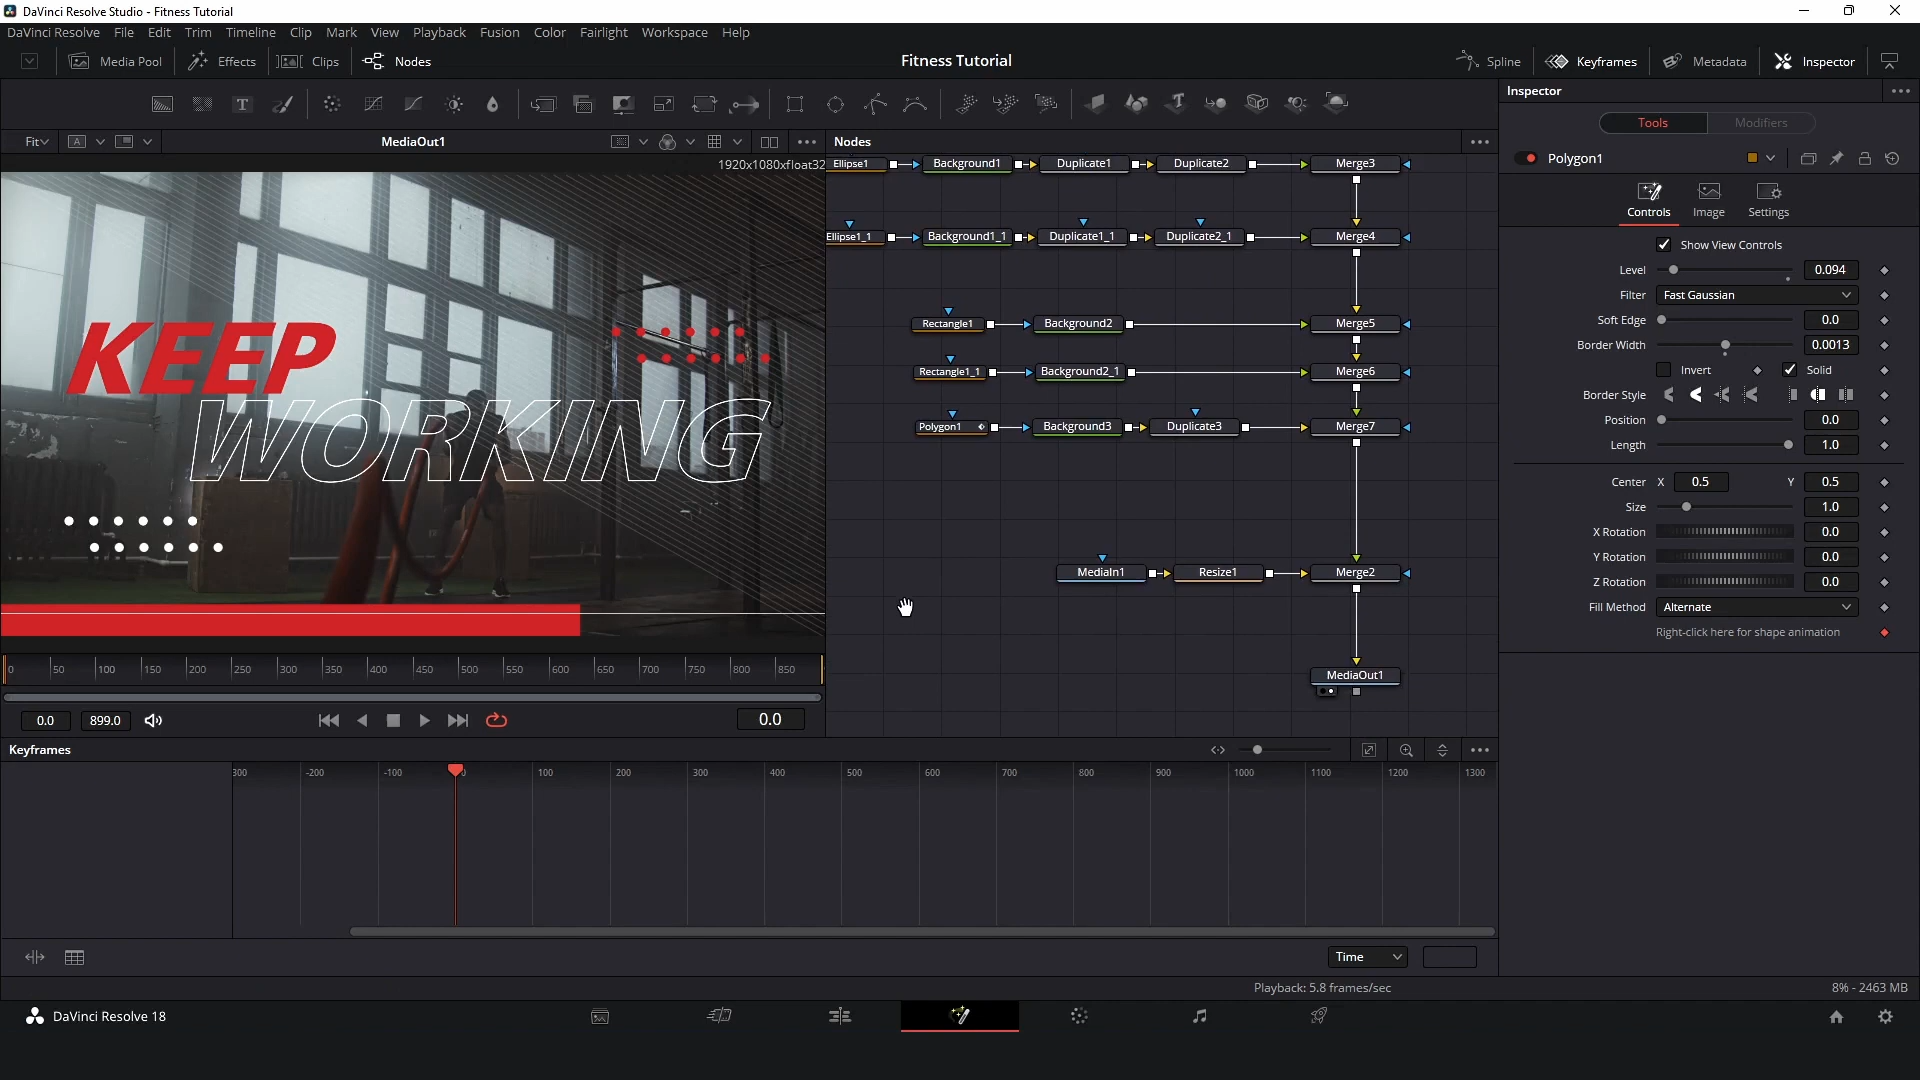 DaVinci Resolve Studio - Fitness Tutorial
DaVinci Resolve File Edit Trim Timeline Clip Mark View Playback Fusion Color Fairlight Workspace Help
Media Pool Effects Clips Nodes Fitness Tutorial Spline Keyframes Metadata Inspector
Inspector
Tools Modifiers
Fit A MediaOut1 Nodes
1920x1080xfloat32
Polygon1
Controls Image Settings
Show View Controls
Level 0.094
Filter Fast Gaussian
Soft Edge 0.0
Border Width 0.0013
Invert Solid
Border Style
Position 0.0
Length 1.0
Center X 0.5 Y 0.5
Size 1.0
X Rotation 0.0
Y Rotation 0.0
Z Rotation 0.0
Fill Method Alternate
Right-click here for shape animation
KEEP
WORKING
Ellipse1 Background1 Duplicate1 Duplicate2 Merge3
Ellipse1_1 Background1_1 Duplicate1_1 Duplicate2_1 Merge4
Rectangle1 Background2 Merge5
Rectangle1_1 Background2_1 Merge6
Polygon1 Background3 Duplicate3 Merge7
MediaIn1 Resize1 Merge2
MediaOut1
0 50 100 150 200 250 300 350 400 450 500 550 600 650 700 750 800 850
0.0 899.0 0.0
Keyframes
300 -200 -100 0 100 200 300 400 500 600 700 800 900 1000 1100 1200 1300
Time
Playback: 5.8 frames/sec 8% - 2463 MB
DaVinci Resolve 18